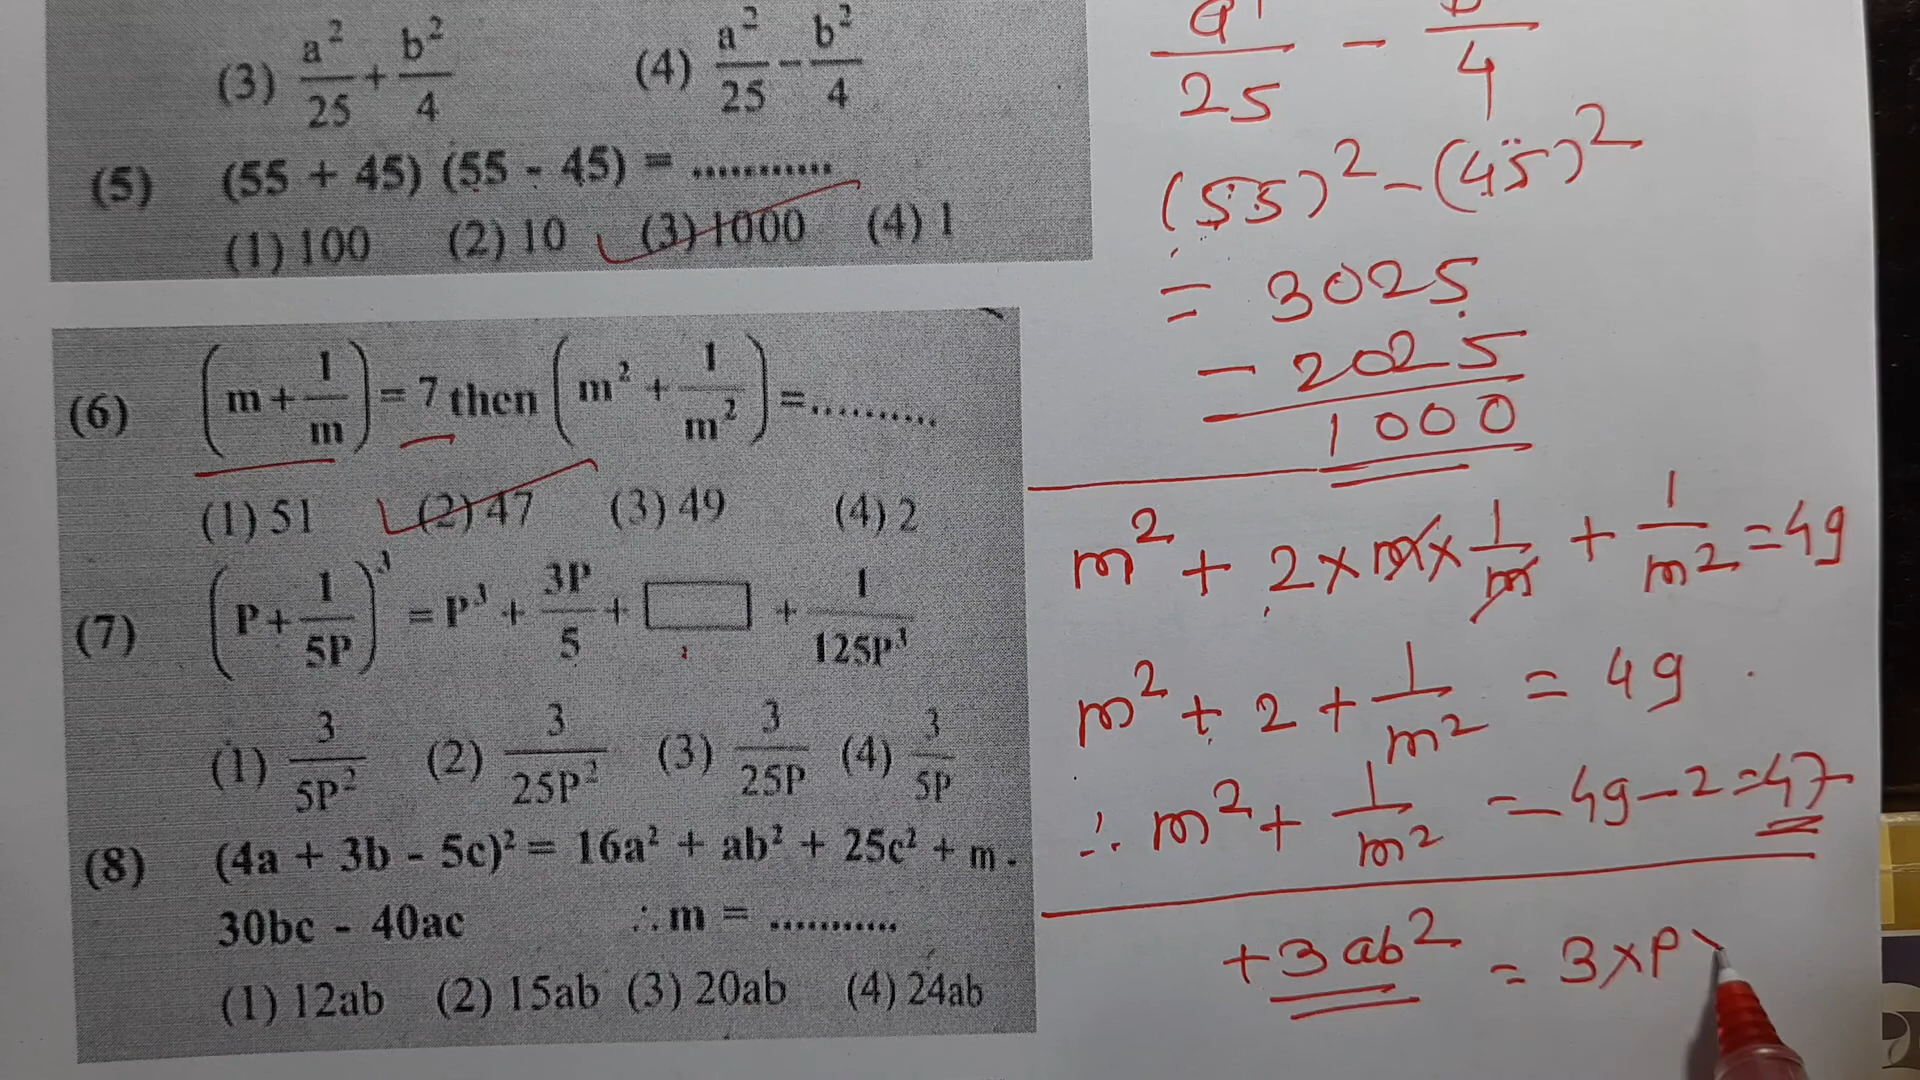 (3) a²/25 + b²/4 (4) a²/25 - b²/4
(5) (55 + 45) (55 - 45) = ............
(1) 100 (2) 10 (3) 1000 (4) 1
(6) (m + 1/m) = 7 then (m² + 1/m²) = ..........
(1) 51 (2) 47 (3) 49 (4) 2
(7) (P + 1/5P)³ = P³ + 3P/5 + □ + 1/125P³
(1) 3/5P² (2) 3/25P² (3) 3/25P (4) 3/5P
(8) (4a + 3b - 5c)² = 16a² + ab² + 25c² + m -
30bc - 40ac ∴ m = ...........
(1) 12ab (2) 15ab (3) 20ab (4) 24ab
/25 - /4
(55)² - (45)²
= 3025
- 2025
1000
m² + 2 × m × 1/m + 1/m² = 49
m² + 2 + 1/m² = 49
∴ m² + 1/m² = 49 - 2 = 47
+ 3ab² = 3 × P